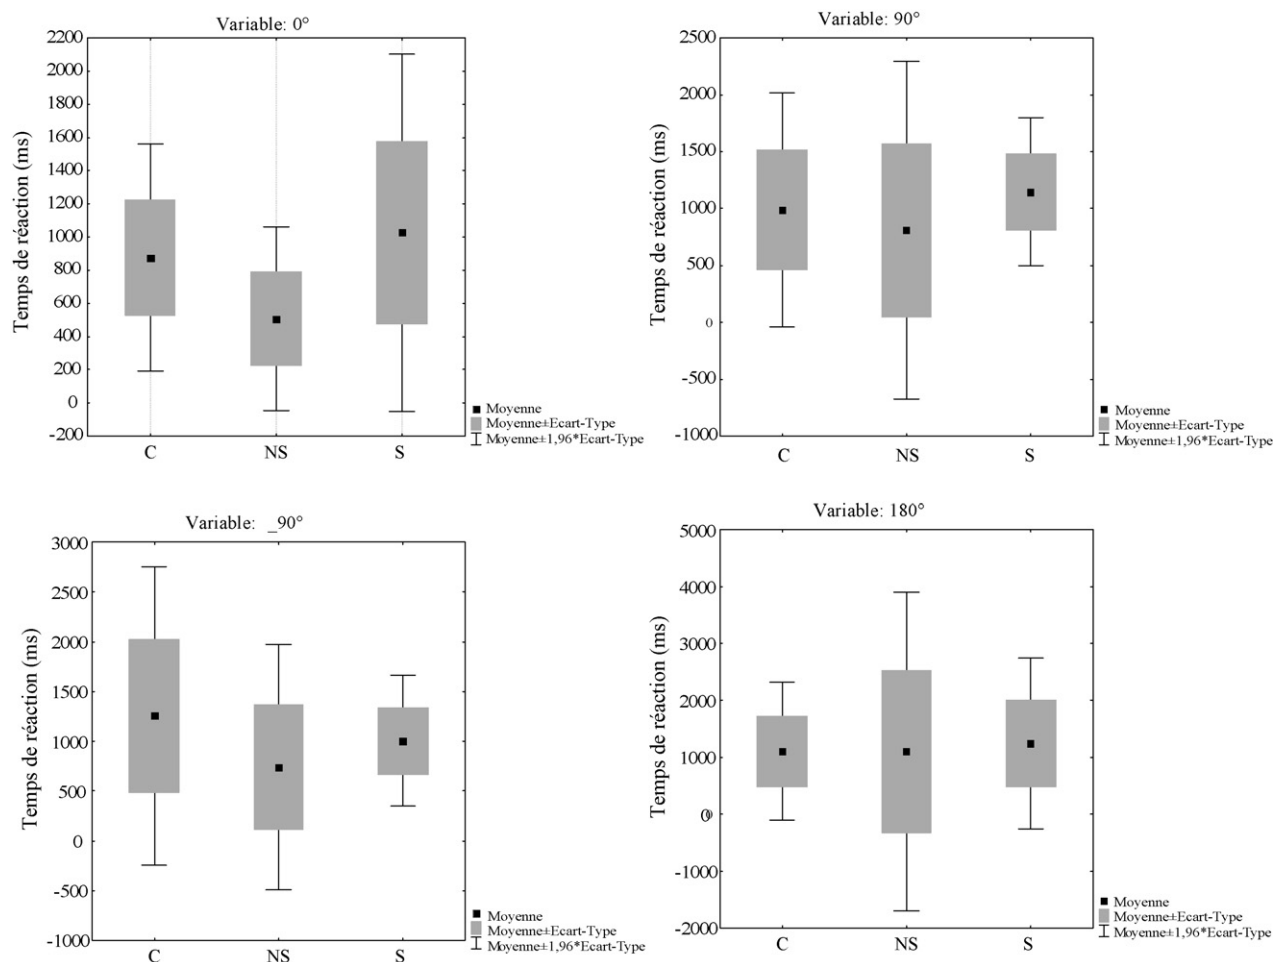 Variable: 0°
Temps de réaction (ms)
2200
2000
1800
1600
1400
1200
1000
800
600
400
200
0
-200
C NS S
Moyenne
Moyenne±Ecart-Type
Moyenne±1,96*Ecart-Type
Variable: 90°
Temps de réaction (ms)
2500
2000
1500
1000
500
0
-500
-1000
C NS S
Moyenne
Moyenne±Ecart-Type
Moyenne±1,96*Ecart-Type
Variable: _90°
Temps de réaction (ms)
3000
2500
2000
1500
1000
500
0
-500
-1000
C NS S
Moyenne
Moyenne±Ecart-Type
Moyenne±1,96*Ecart-Type
Variable: 180°
Temps de réaction (ms)
5000
4000
3000
2000
1000
0
-1000
-2000
C NS S
Moyenne
Moyenne±Ecart-Type
Moyenne±1,96*Ecart-Type